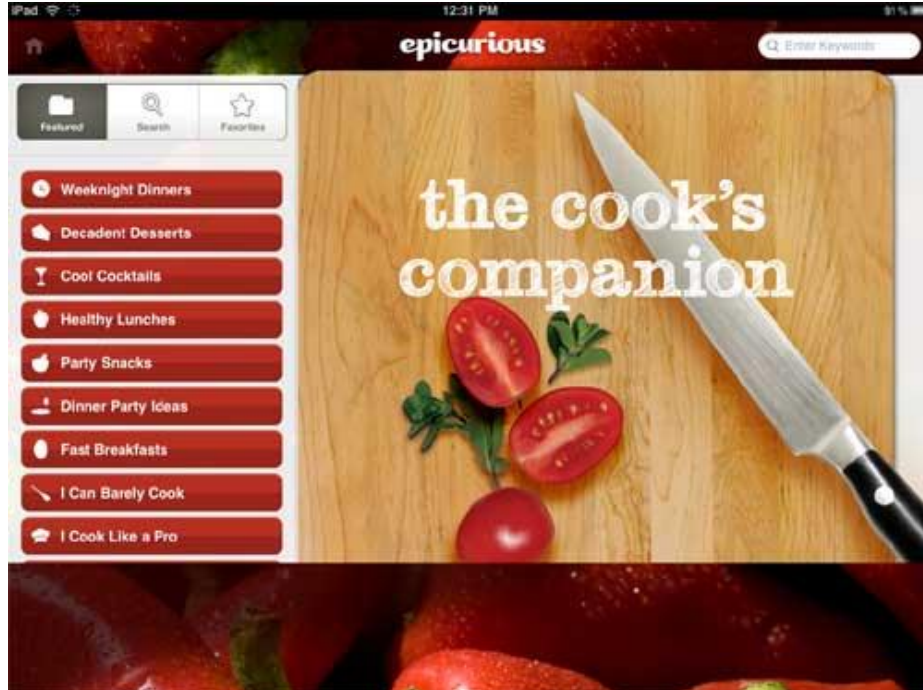 iPad
12:31 PM
91%
epicurious
Enter Keywords
Featured
Search
Favorites
Weeknight Dinners
Decadent Desserts
Cool Cocktails
Healthy Lunches
Party Snacks
Dinner Party Ideas
Fast Breakfasts
I Can Barely Cook
I Cook Like a Pro
the cook's
companion